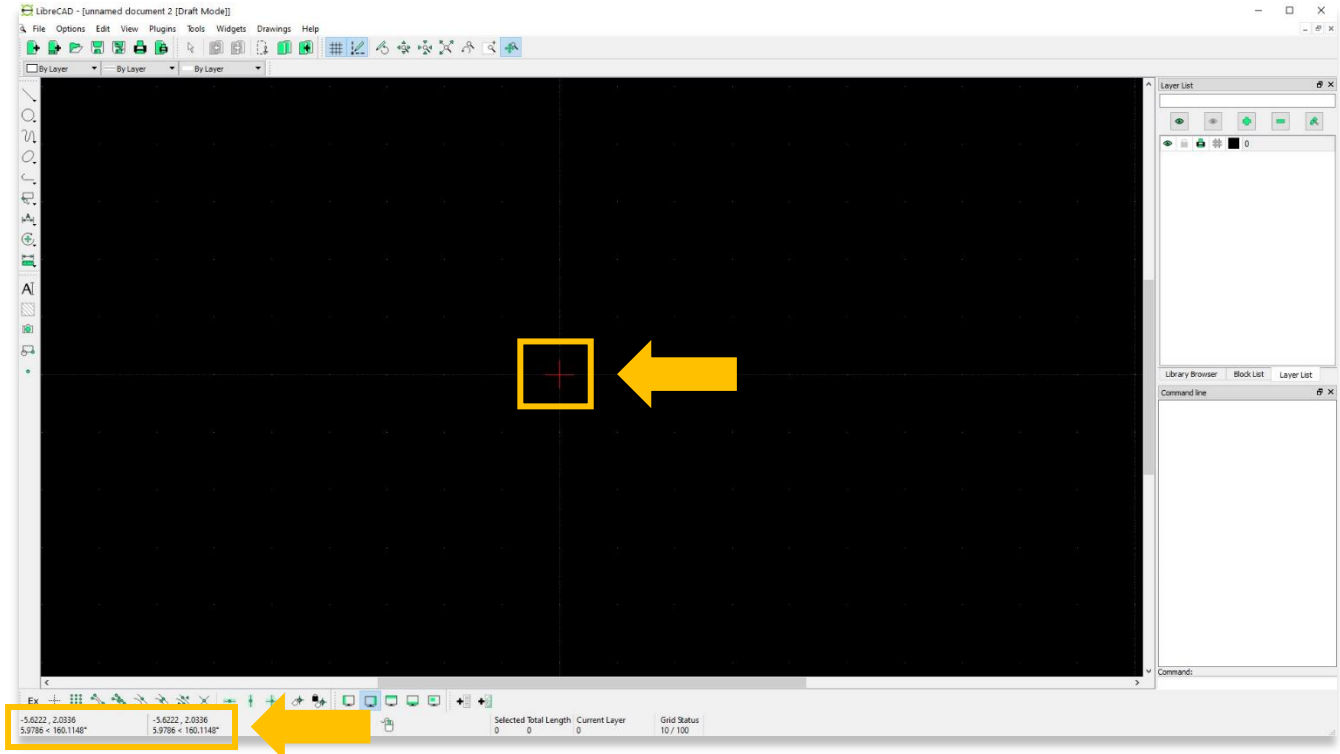 LibreCAD - [unnamed document 2 [Draft Mode]]
File Options Edit View Plugins Tools Widgets Drawings Help
By Layer By Layer By Layer
Layer List
0
Library Browser Block List Layer List
Command line
Command:
Ex
-5.6222 , 2.0336 -5.6222 , 2.0336 Selected Total Length Current Layer Grid Status
5.9786 < 160.1148° 5.9786 < 160.1148° 0 0 0 10 / 100